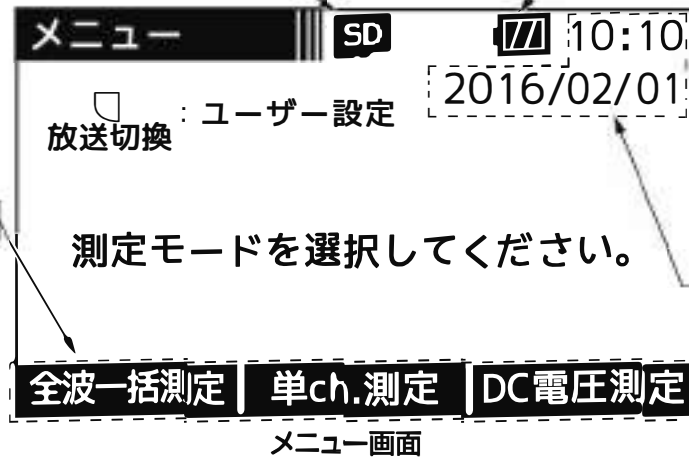 メニュー SD 10:10
2016/02/01
放送切換 : ユーザー設定
測定モードを選択してください。
全波一括測定 単ch.測定 DC電圧測定
メニュー画面